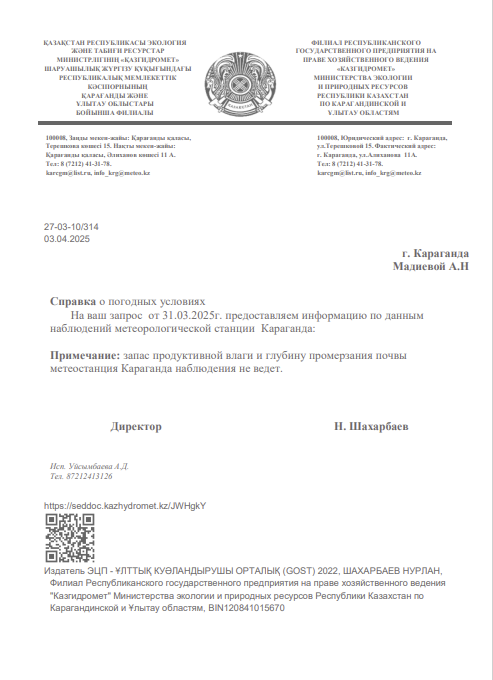 ҚАЗАҚСТАН РЕСПУБЛИКАСЫ ЭКОЛОГИЯ
ЖӘНЕ ТАБИҒИ РЕСУРСТАР
МИНИСТРЛІГІНІҢ «ҚАЗГИДРОМЕТ»
ШАРУАШЫЛЫҚ ЖҮРГІЗУ ҚҰҚЫҒЫНДАҒЫ
РЕСПУБЛИКАЛЫҚ МЕМЛЕКЕТТІК
КӘСІПОРНЫНЫҢ
ҚАРАҒАНДЫ ЖӘНЕ
ҰЛЫТАУ ОБЛЫСТАРЫ
БОЙЫНША ФИЛИАЛЫ
ФИЛИАЛ РЕСПУБЛИКАНСКОГО
ГОСУДАРСТВЕННОГО ПРЕДПРИЯТИЯ НА
ПРАВЕ ХОЗЯЙСТВЕННОГО ВЕДЕНИЯ
«КАЗГИДРОМЕТ»
МИНИСТЕРСТВА ЭКОЛОГИИ
И ПРИРОДНЫХ РЕСУРСОВ
РЕСПУБЛИКИ КАЗАХСТАН
ПО КАРАГАНДИНСКОЙ И
ҰЛЫТАУ ОБЛАСТЯМ
100008, Заңды мекен-жайы: Қарағанды қаласы,
Терешкова көшесі 15. Нақты мекен-жайы:
Қарағанды қаласы, Әлиханов көшесі 11 А.
Тел: 8 (7212) 41-31-78.
karcgm@list.ru, info_krg@meteo.kz
100008, Юридический адрес: г. Караганда,
ул.Терешковой 15. Фактический адрес:
г. Караганда, ул.Алиханова 11А.
Тел: 8 (7212) 41-31-78.
karcgm@list.ru, info_krg@meteo.kz
27-03-10/314
03.04.2025
г. Караганда
Мадиевой А.Н
Справка о погодных условиях
На ваш запрос от 31.03.2025г. предоставляем информацию по данным
наблюдений метеорологической станции Караганда:
Примечание: запас продуктивной влаги и глубину промерзания почвы
метеостанция Караганда наблюдения не ведет.
Директор Н. Шахарбаев
Исп. Уйсымбаева А.Д.
Тел. 87212413126
https://seddoc.kazhydromet.kz/JWHgkY
Издатель ЭЦП - ҰЛТТЫҚ КУӘЛАНДЫРУШЫ ОРТАЛЫҚ (GOST) 2022, ШАХАРБАЕВ НУРЛАН,
Филиал Республиканского государственного предприятия на праве хозяйственного ведения
"Казгидромет" Министерства экологии и природных ресурсов Республики Казахстан по
Карагандинской и Ұлытау областям, BIN120841015670